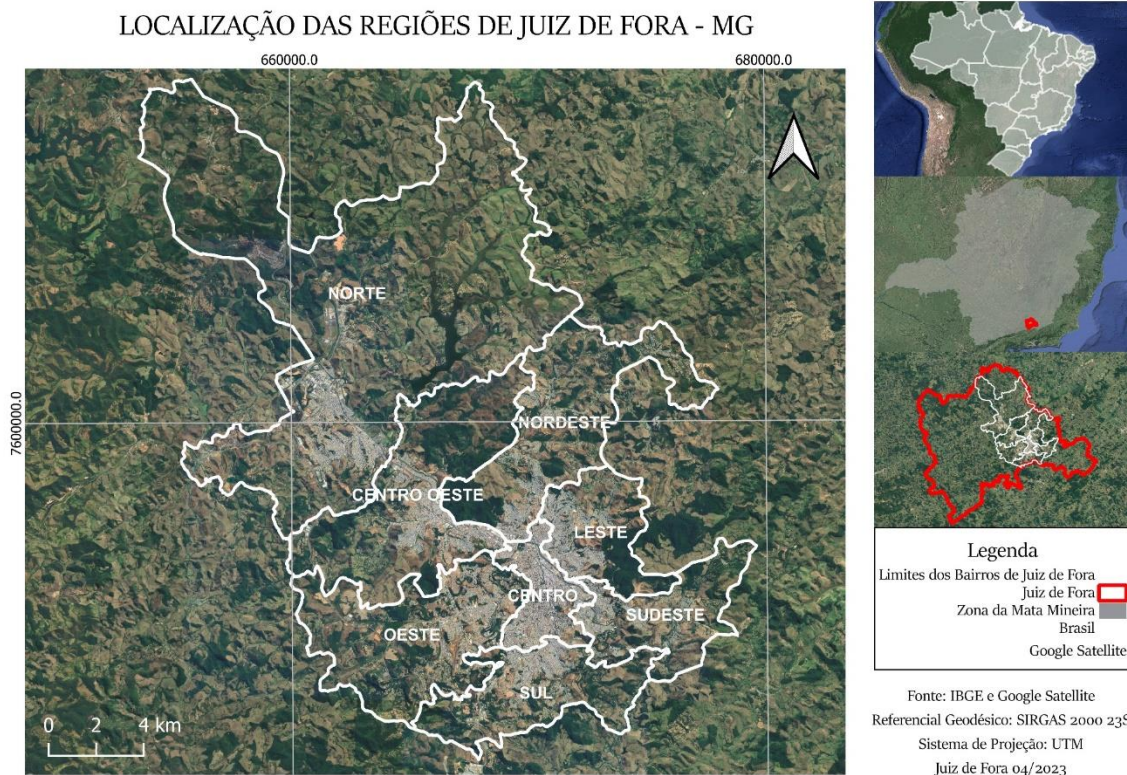 LOCALIZAÇÃO DAS REGIÕES DE JUIZ DE FORA - MG
660000.0
680000.0
7600000.0
NORTE
NORDESTE
CENTRO OESTE
LESTE
CENTRO
SUDESTE
OESTE
SUL
0 2 4 km
Legenda
Limites dos Bairros de Juiz de Fora
Juiz de Fora
Zona da Mata Mineira
Brasil
Google Satellite
Fonte: IBGE e Google Satellite
Referencial Geodésico: SIRGAS 2000 23S
Sistema de Projeção: UTM
Juiz de Fora 04/2023